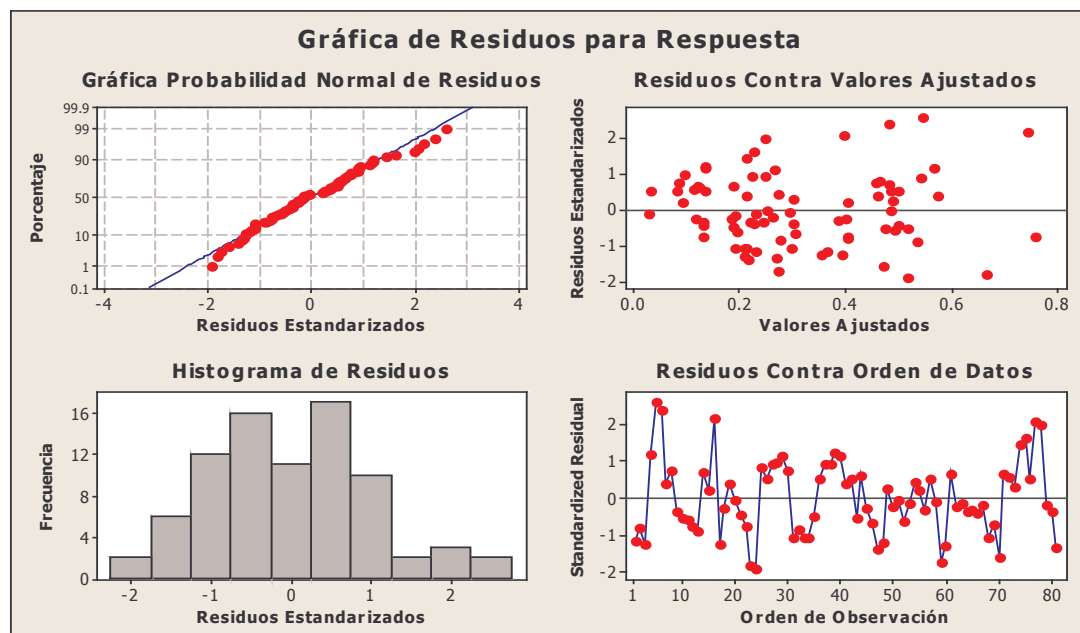 Gráfica de Residuos para Respuesta
Gráfica Probabilidad Normal de Residuos
Porcentaje
99.9
99
90
50
10
1
0.1
-4 -2 0 2 4
Residuos Estandarizados
Residuos Contra Valores Ajustados
Residuos Estandarizados
2
1
0
-1
-2
0.0 0.2 0.4 0.6 0.8
Valores Ajustados
Histograma de Residuos
Frecuencia
16
12
8
4
0
-2 -1 0 1 2
Residuos Estandarizados
Residuos Contra Orden de Datos
Standardized Residual
2
1
0
-1
-2
1 10 20 30 40 50 60 70 80
Orden de Observación